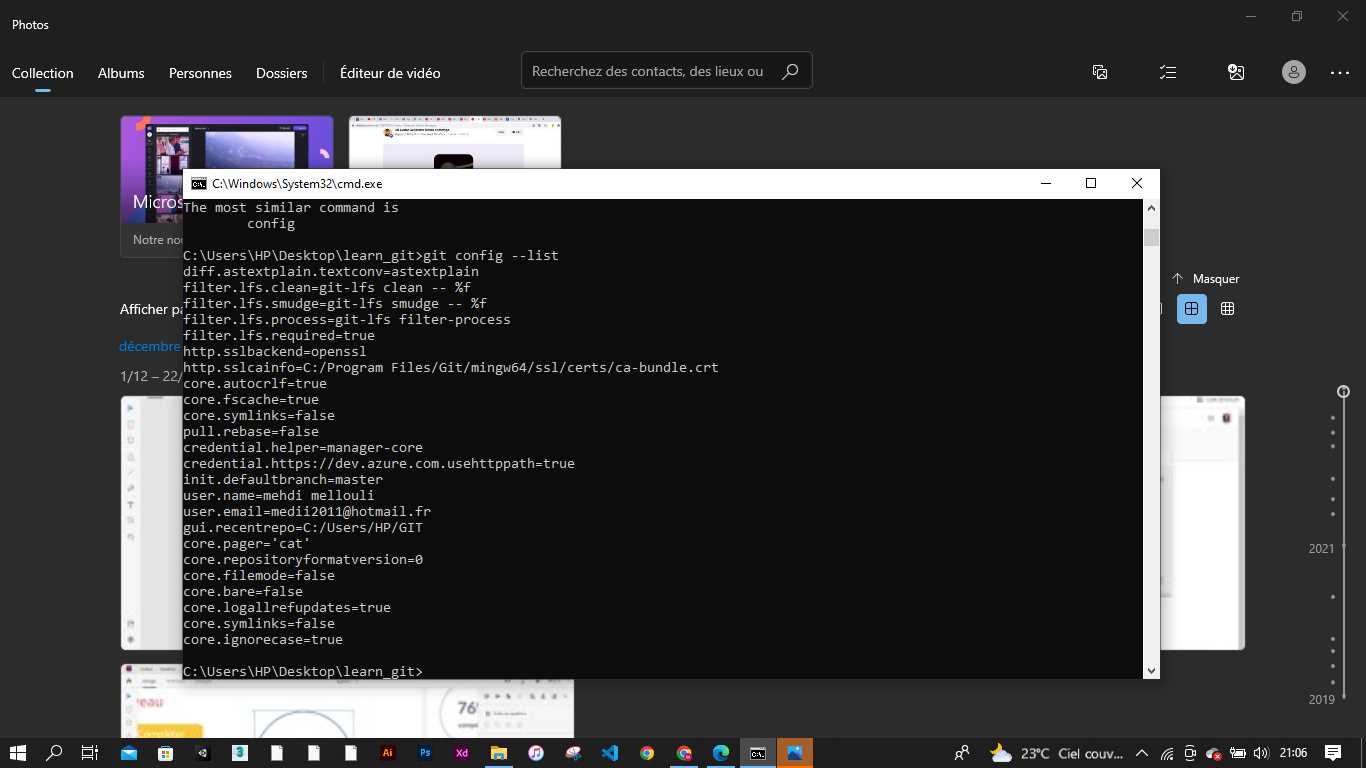 Photos
Collection Albums Personnes Dossiers Éditeur de vidéo
Recherchez des contacts, des lieux ou
Micros
Notre nou
C:\Windows\System32\cmd.exe
The most similar command is
config
C:\Users\HP\Desktop\learn_git>git config --list
diff.astextplain.textconv=astextplain
filter.lfs.clean=git-lfs clean -- %f
filter.lfs.smudge=git-lfs smudge -- %f
filter.lfs.process=git-lfs filter-process
filter.lfs.required=true
http.sslbackend=openssl
http.sslcainfo=C:/Program Files/Git/mingw64/ssl/certs/ca-bundle.crt
core.autocrlf=true
core.fscache=true
core.symlinks=false
pull.rebase=false
credential.helper=manager-core
credential.https://dev.azure.com.usehttppath=true
init.defaultbranch=master
user.name=mehdi mellouli
user.email=medii2011@hotmail.fr
gui.recentrepo=C:/Users/HP/GIT
core.pager='cat'
core.repositoryformatversion=0
core.filemode=false
core.bare=false
core.logallrefupdates=true
core.symlinks=false
core.ignorecase=true
C:\Users\HP\Desktop\learn_git>
Masquer
Afficher pa
décembre
1/12 – 22/
2021
2019
veau
769
Ai Ps Xd
23°C Ciel couv...
21:06